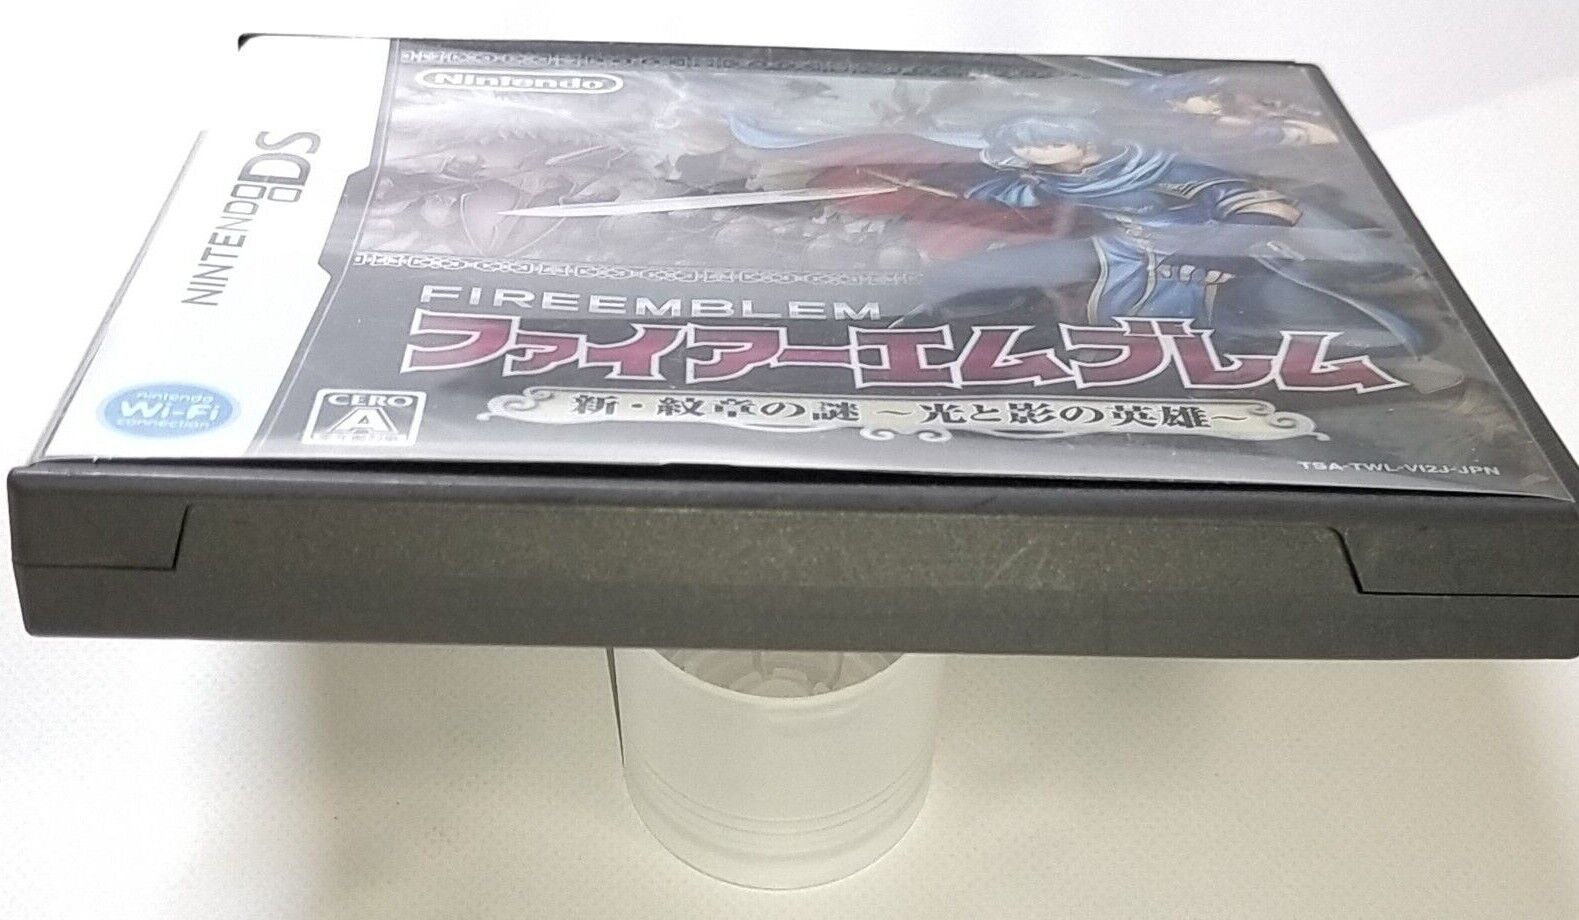 Nintendo
NINTENDO DS
FIREEMBLEM
ファイアーエムブレム
新・紋章の謎 ～光と影の英雄～
Nintendo
Wi-Fi
connection
CERO
A
TSA-TWL-VI2J-JPN